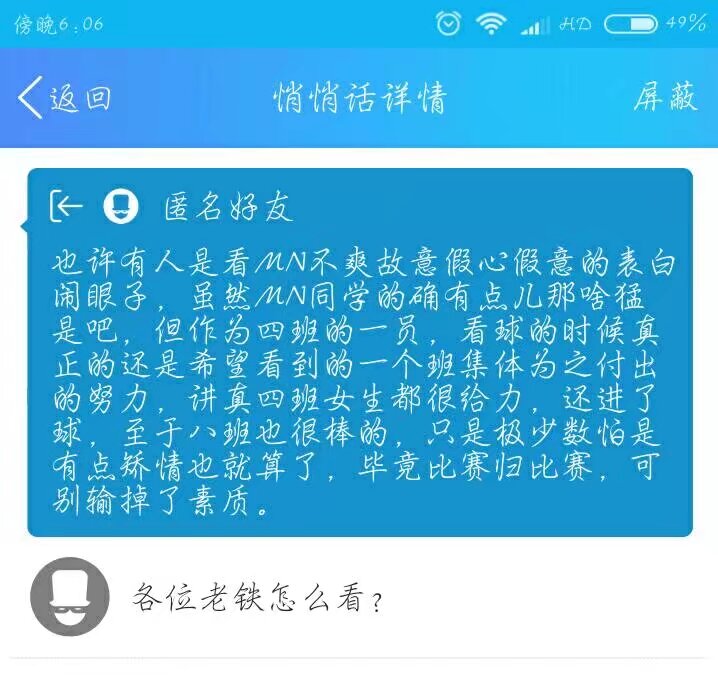 傍晚6:06
HD
49%
返回
悄悄话详情
屏蔽
匿名好友
也许有人是看MN不爽故意假心假意的表白
闹眼子，虽然MN同学的确有点儿那啥猛
是吧，但作为四班的一员，看球的时候真
正的还是希望看到的一个班集体为之付出
的努力，讲真四班女生都很给力，还进了
球，至于八班也很棒的，只是极少数怕是
有点矫情也就算了，毕竟比赛归比赛，可
别输掉了素质。
各位老铁怎么看？